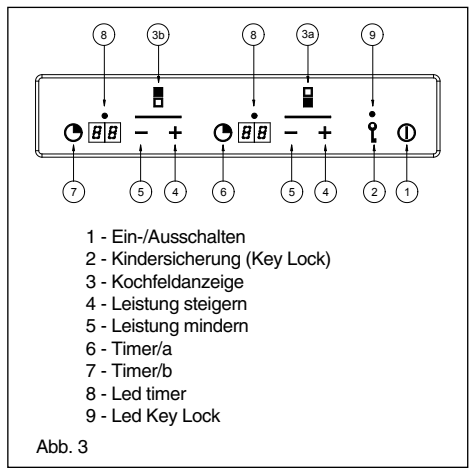 8 3b 8 3a 9
88 − + 88 − +
7 5 4 6 5 4 2 1
1 - Ein-/Ausschalten
2 - Kindersicherung (Key Lock)
3 - Kochfeldanzeige
4 - Leistung steigern
5 - Leistung mindern
6 - Timer/a
7 - Timer/b
8 - Led timer
9 - Led Key Lock
Abb. 3